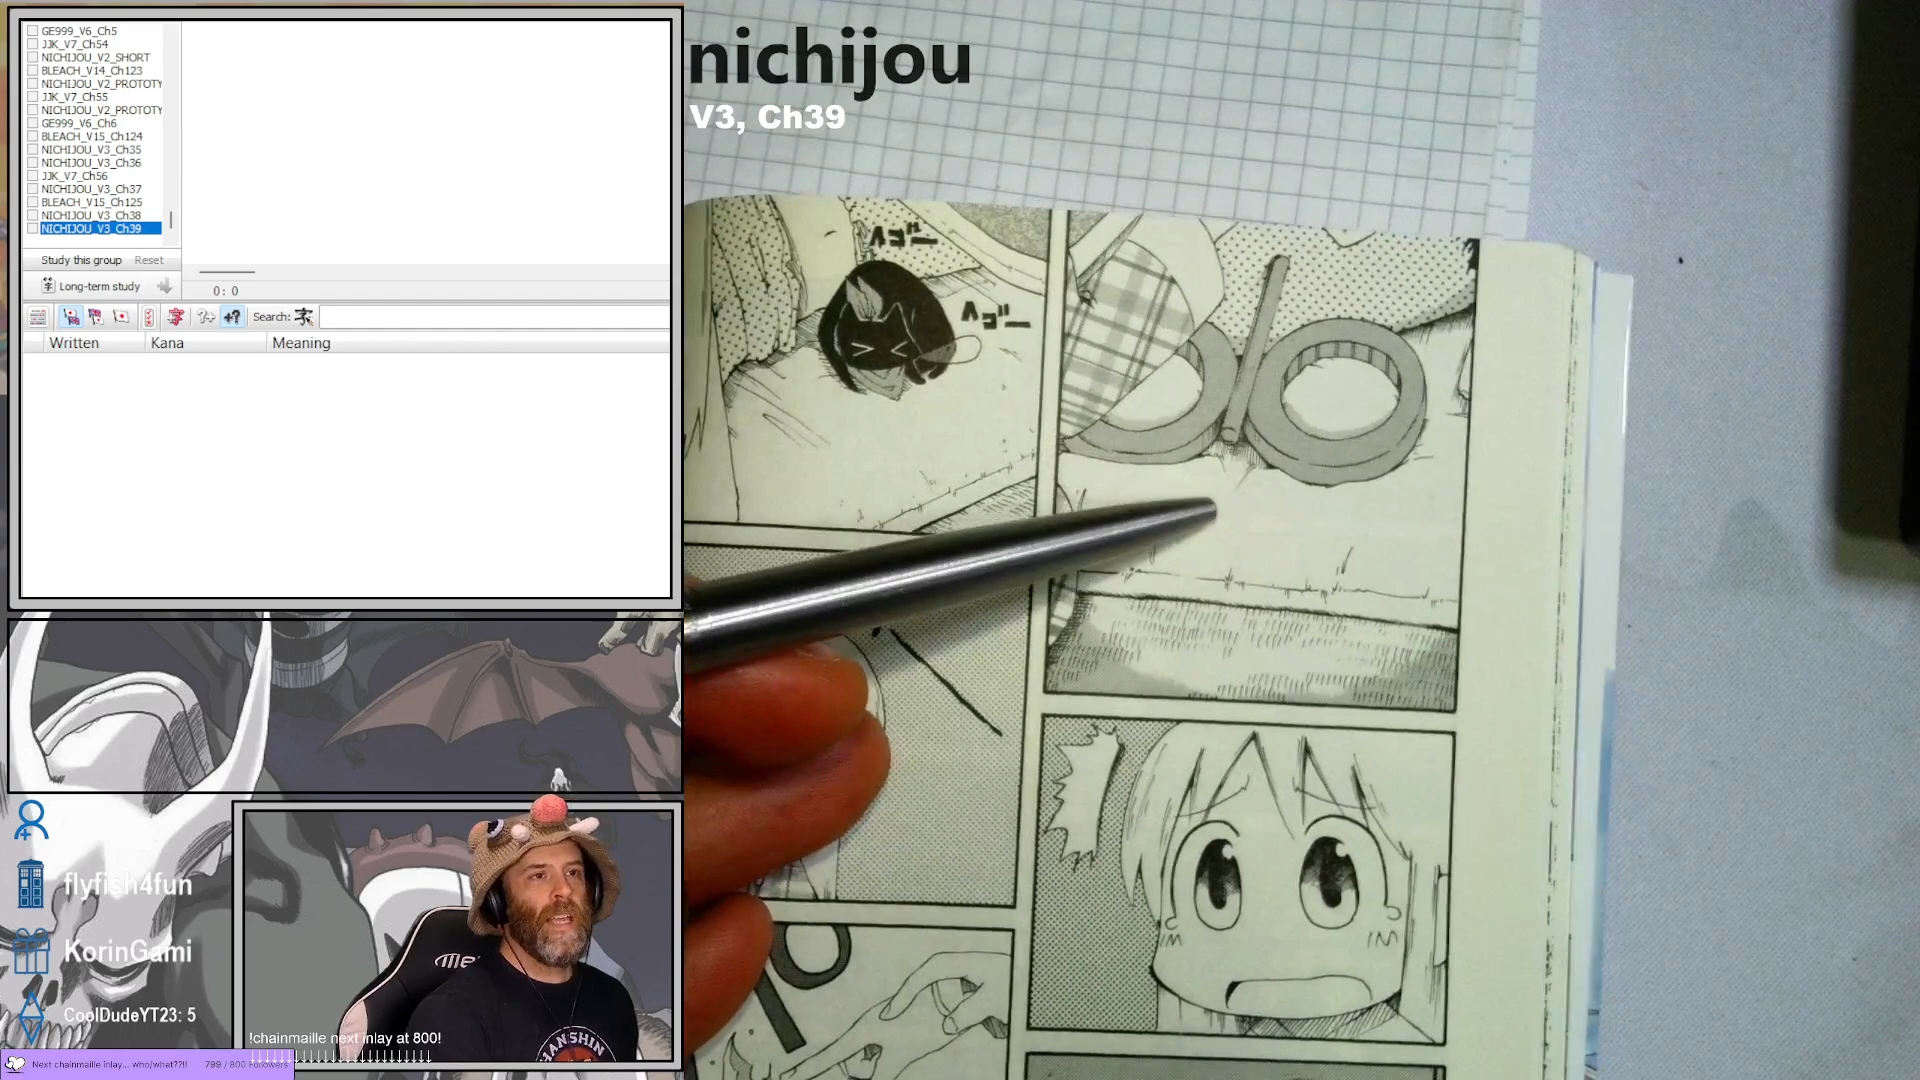 GE999_V6_Ch5
JJK_V7_Ch54
NICHIJOU_V2_SHORT
BLEACH_V14_Ch123
NICHIJOU_V2_PROTOTY
JJK_V7_Ch55
NICHIJOU_V2_PROTOTY
GE999_V6_Ch6
BLEACH_V15_Ch124
NICHIJOU_V3_Ch35
NICHIJOU_V3_Ch36
JJK_V7_Ch56
NICHIJOU_V3_Ch37
BLEACH_V15_Ch125
NICHIJOU_V3_Ch38
NICHIJOU_V3_Ch39
Study this group Reset
字 Long-term study
0: 0
Search: 字
Written Kana Meaning
nichijou
V3, Ch39
ヘゴー
ヘゴー
flyfish4fun
KorinGami
CoolDudeYT23: 5
!chainmaille next inlay at 800!
Next chainmaille inlay... who/what??!! 799 / 800 Followers